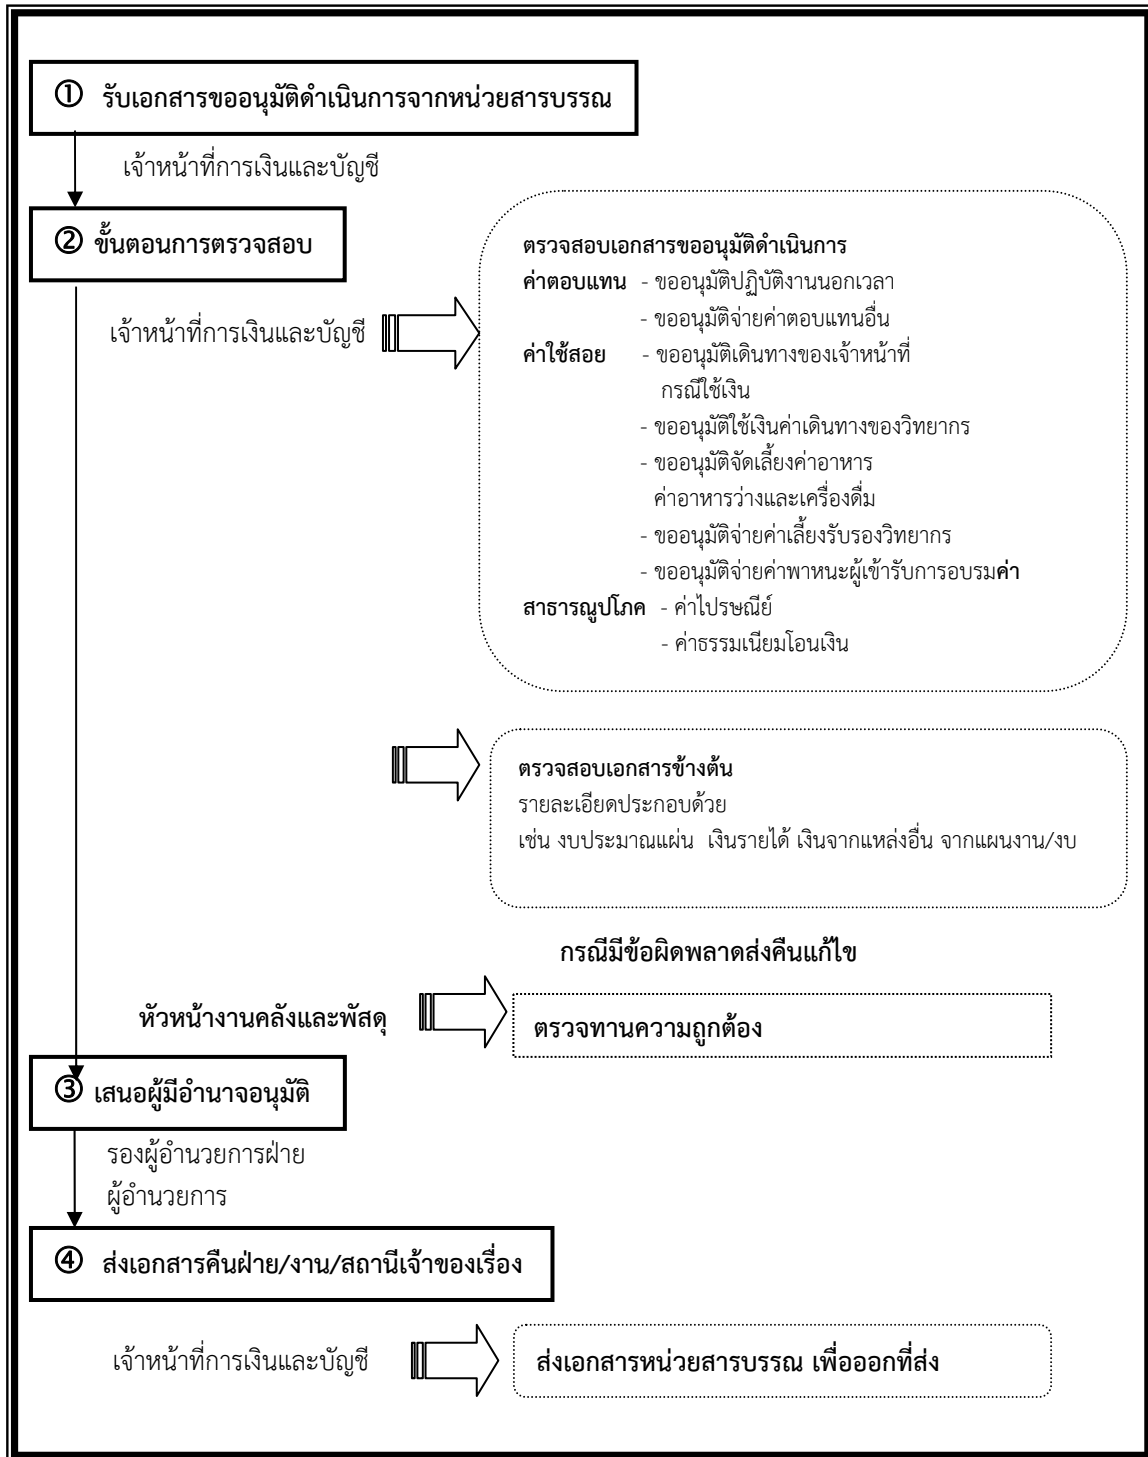 ① รับเอกสารขออนุมัติดำเนินการจากหน่วยสารบรรณ
เจ้าหน้าที่การเงินและบัญชี
② ขั้นตอนการตรวจสอบ
เจ้าหน้าที่การเงินและบัญชี
ตรวจสอบเอกสารขออนุมัติดำเนินการ
ค่าตอบแทน - ขออนุมัติปฏิบัติงานนอกเวลา
- ขออนุมัติจ่ายค่าตอบแทนอื่น
ค่าใช้สอย - ขออนุมัติเดินทางของเจ้าหน้าที่
กรณีใช้เงิน
- ขออนุมัติใช้เงินค่าเดินทางของวิทยากร
- ขออนุมัติจัดเลี้ยงค่าอาหาร
ค่าอาหารว่างและเครื่องดื่ม
- ขออนุมัติจ่ายค่าเลี้ยงรับรองวิทยากร
- ขออนุมัติจ่ายค่าพาหนะผู้เข้ารับการอบรมค่า
สาธารณูปโภค - ค่าไปรษณีย์
- ค่าธรรมเนียมโอนเงิน
ตรวจสอบเอกสารข้างต้น
รายละเอียดประกอบด้วย
เช่น งบประมาณแผ่น เงินรายได้ เงินจากแหล่งอื่น จากแผนงาน/งบ
กรณีมีข้อผิดพลาดส่งคืนแก้ไข
หัวหน้างานคลังและพัสดุ
ตรวจทานความถูกต้อง
③ เสนอผู้มีอำนาจอนุมัติ
รองผู้อำนวยการฝ่าย
ผู้อำนวยการ
④ ส่งเอกสารคืนฝ่าย/งาน/สถานีเจ้าของเรื่อง
เจ้าหน้าที่การเงินและบัญชี
ส่งเอกสารหน่วยสารบรรณ เพื่อออกที่ส่ง